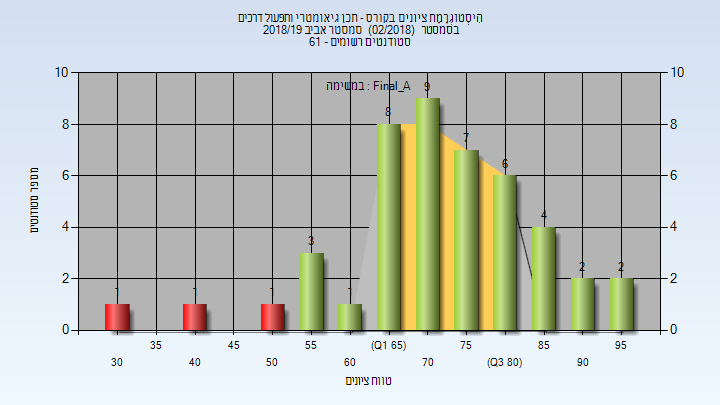 היסטוגרמת ציונים בקורס - תכן גיאומטרי ותפעול דרכים
בסמסטר (02/2018) סמסטר אביב 2018/19
סטודנטים רשומים - 61
במשימה : Final_A
10 10
8 8
6 6
4 4
2 2
0 0
1 1 1 3 1 8 9 7 6 4 2 2
מספר סטודנטים
35 45 55 (Q1 65) 75 85 95
30 40 50 60 70 (Q3 80) 90
טווח ציונים